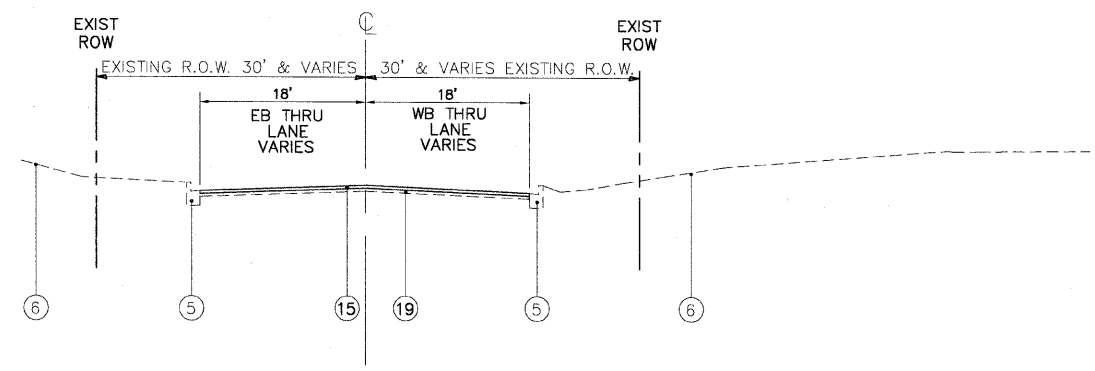 EXIST
ROW
℄
EXIST
ROW
EXISTING R.O.W. 30' & VARIES
30' & VARIES EXISTING R.O.W.
18'
EB THRU
LANE
VARIES
18'
WB THRU
LANE
VARIES
6
5
15
19
5
6